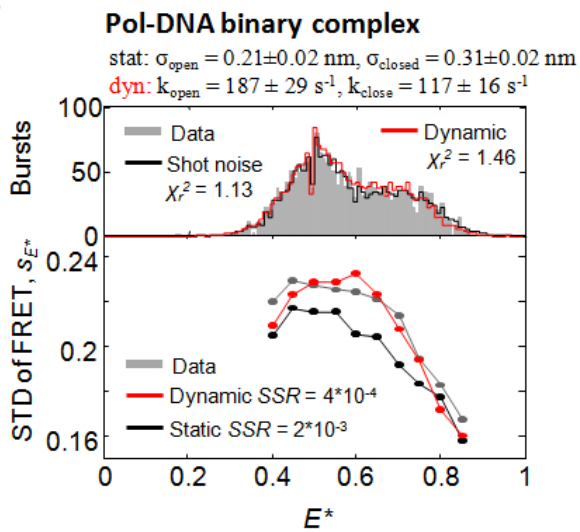 Pol-DNA binary complex
stat: σopen = 0.21±0.02 nm, σclosed = 0.31±0.02 nm
dyn: kopen = 187 ± 29 s-1, kclose = 117 ± 16 s-1
100
50
0
Bursts
Data
Shot noise
χr2 = 1.13
Dynamic
χr2 = 1.46
0.24
0.2
0.16
STD of FRET, sE*
Data
Dynamic SSR = 4*10-4
Static SSR = 2*10-3
0 0.2 0.4 0.6 0.8 1
E*